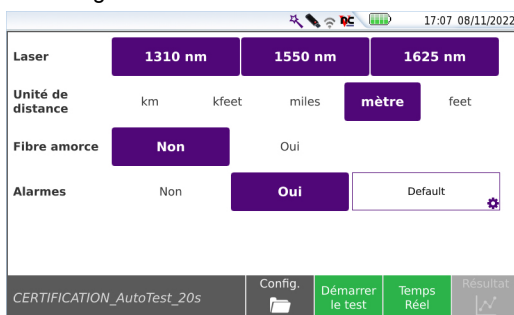 17:07 08/11/2022
Laser 1310 nm 1550 nm 1625 nm
Unité de
distance
km kfeet miles mètre feet
Fibre amorce Non Oui
Alarmes Non Oui Default
CERTIFICATION_AutoTest_20s
Config.
Démarrer
le test
Temps
Réel
Résultat